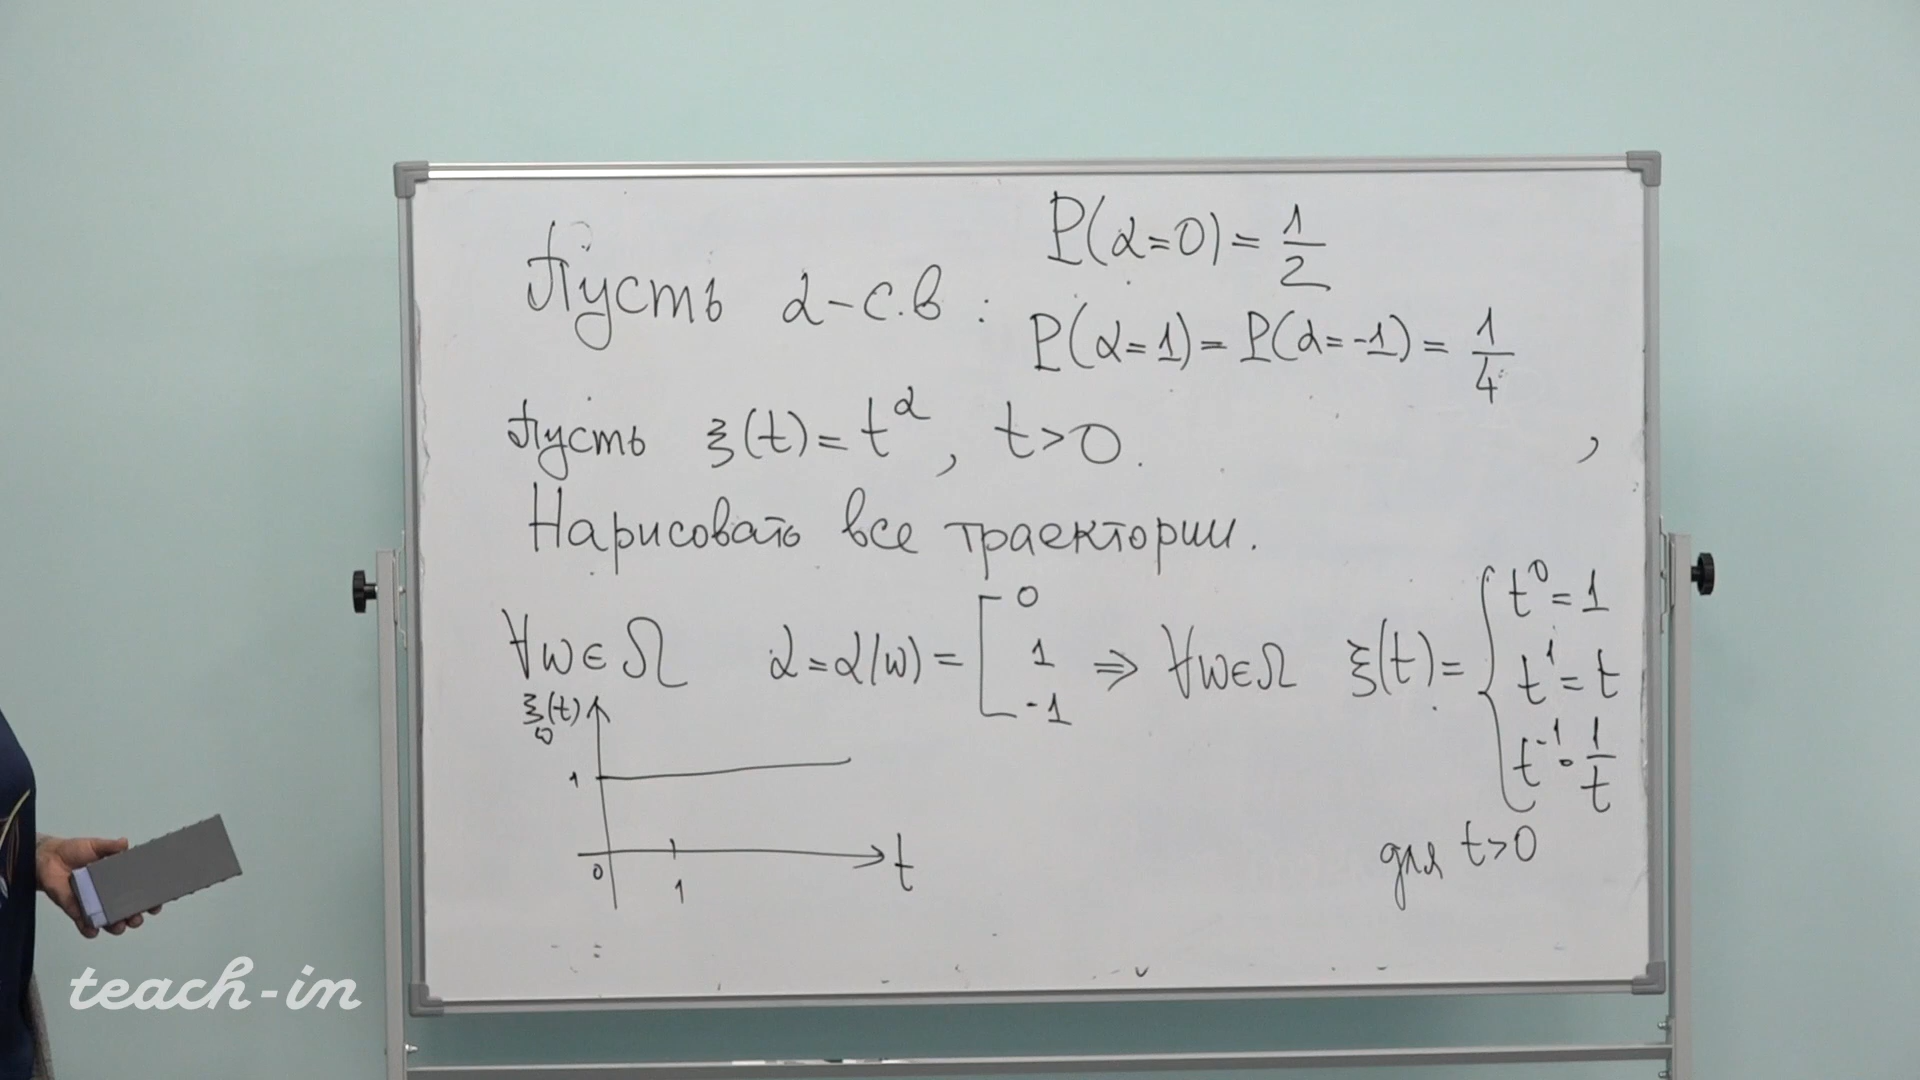 Пусть α - с.в : P(α=0) = 1/2
P(α=1) = P(α=-1) = 1/4
Пусть ξ(t) = t^α, t>0.
,
Нарисовать все траектории.
∀ω∈Ω α = α(ω) = [ 0 1 -1 ⇒ ∀ω∈Ω ξ(t) = { t^0 = 1
t^1 = t
t^-1 = 1/t
для t>0
ξ_ω(t)
1
0 1 t
teach-in